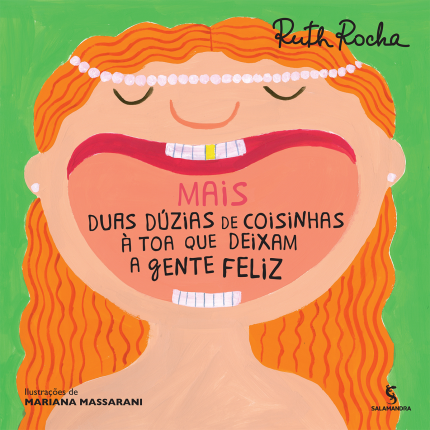 Ruth Rocha
MAIS
DUAS DÚZIAS DE COISINHAS
À TOA QUE DEIXAM
A GENTE FELIZ
Ilustrações de
MARIANA MASSARANI
SALAMANDRA